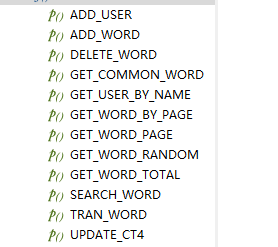 p() ADD_USER
p() ADD_WORD
p() DELETE_WORD
p() GET_COMMON_WORD
p() GET_USER_BY_NAME
p() GET_WORD_BY_PAGE
p() GET_WORD_PAGE
p() GET_WORD_RANDOM
p() GET_WORD_TOTAL
p() SEARCH_WORD
p() TRAN_WORD
p() UPDATE_CT4